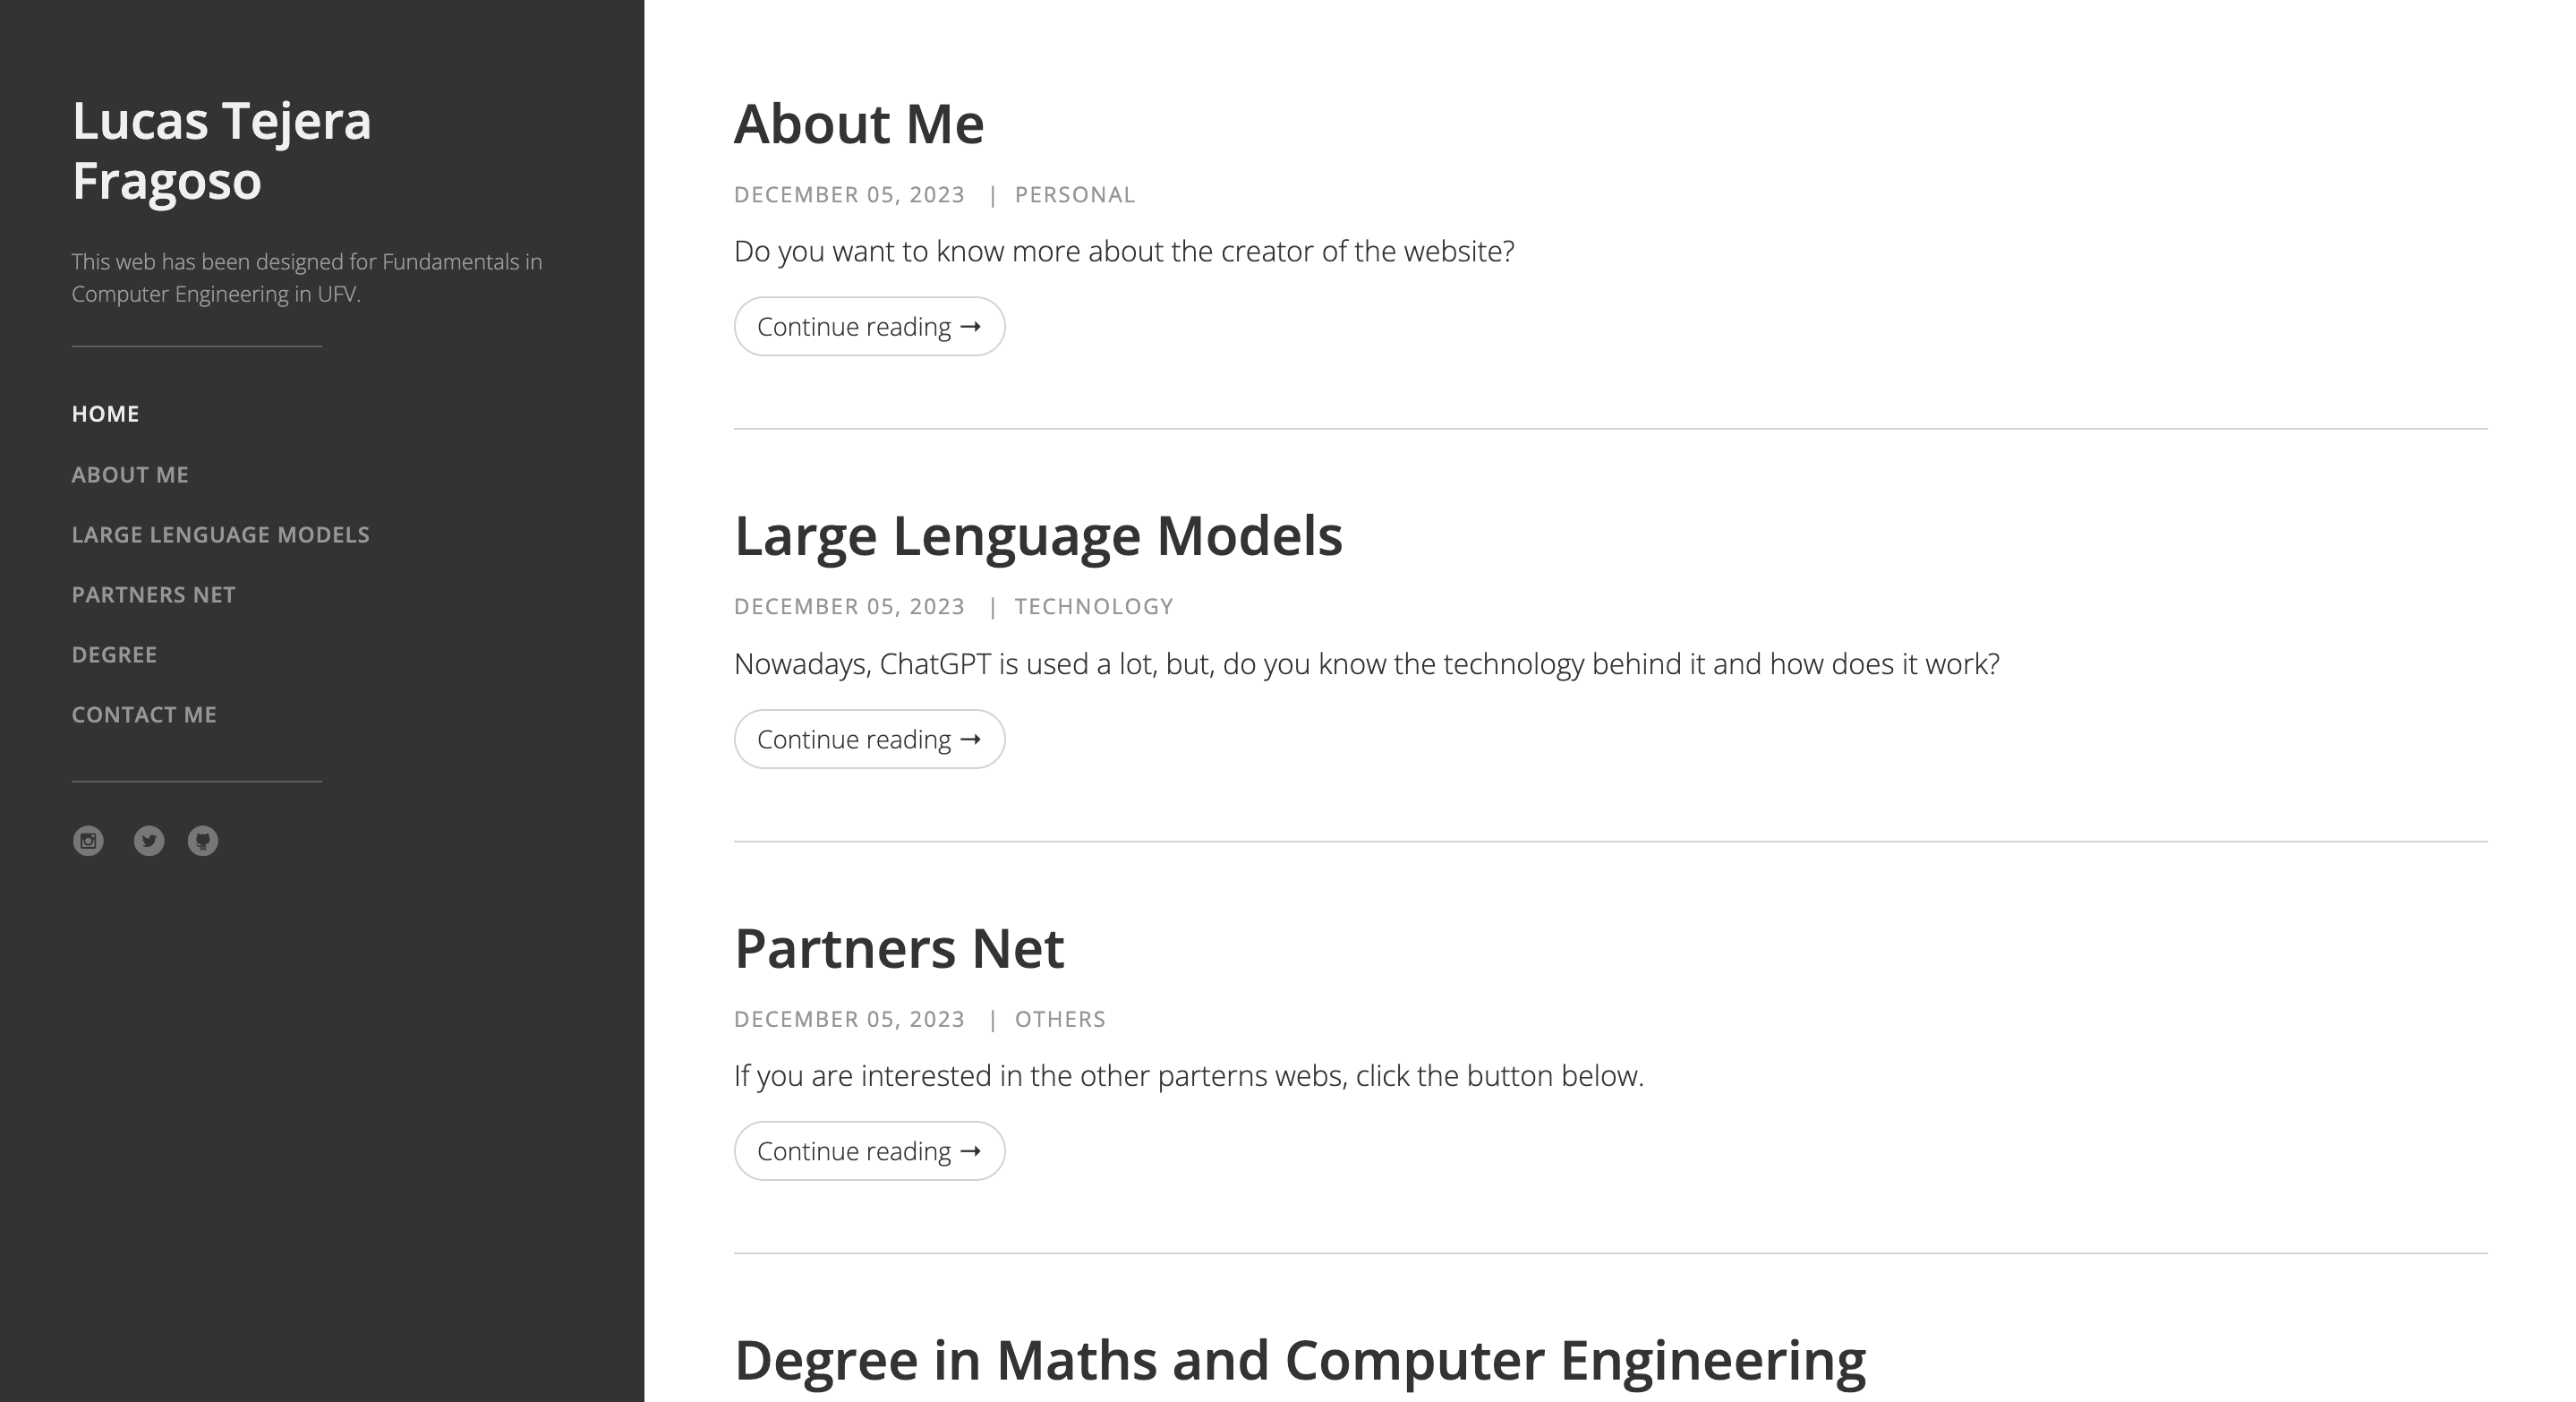 Lucas Tejera
Fragoso
This web has been designed for Fundamentals in
Computer Engineering in UFV.
HOME
ABOUT ME
LARGE LENGUAGE MODELS
PARTNERS NET
DEGREE
CONTACT ME
About Me
DECEMBER 05, 2023 | PERSONAL
Do you want to know more about the creator of the website?
Continue reading →
Large Lenguage Models
DECEMBER 05, 2023 | TECHNOLOGY
Nowadays, ChatGPT is used a lot, but, do you know the technology behind it and how does it work?
Continue reading →
Partners Net
DECEMBER 05, 2023 | OTHERS
If you are interested in the other parterns webs, click the button below.
Continue reading →
Degree in Maths and Computer Engineering